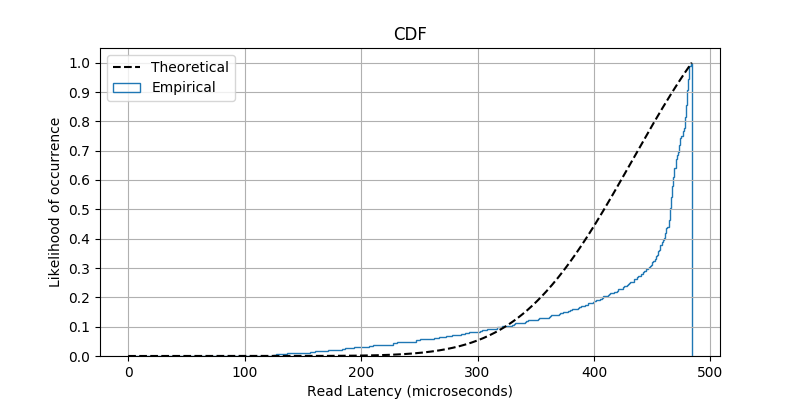 CDF
Theoretical
Empirical
Likelihood of occurrence
1.0
0.9
0.8
0.7
0.6
0.5
0.4
0.3
0.2
0.1
0.0
0 100 200 300 400 500
Read Latency (microseconds)